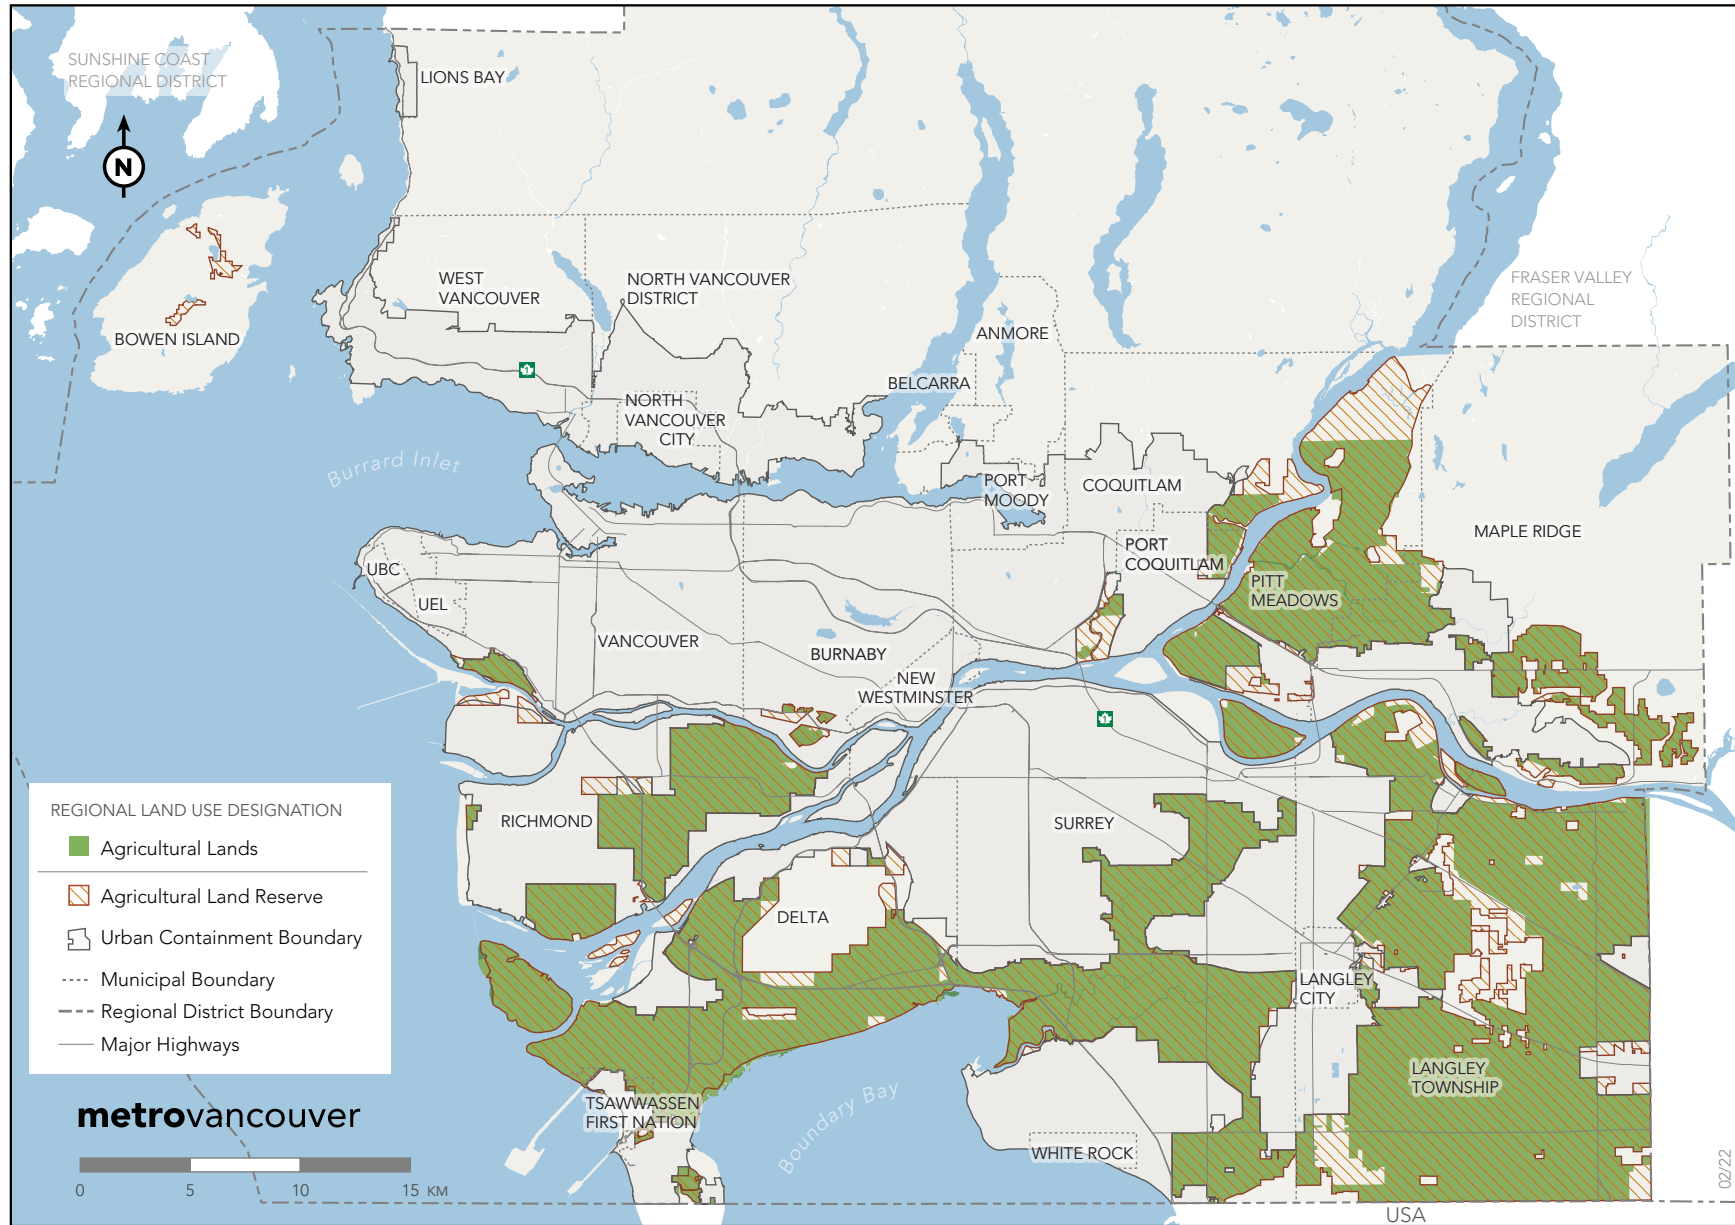 SUNSHINE COAST
REGIONAL DISTRICT
LIONS BAY
N
WEST
VANCOUVER
NORTH VANCOUVER
DISTRICT
FRASER VALLEY
REGIONAL
DISTRICT
BOWEN ISLAND
ANMORE
1
BELCARRA
NORTH
VANCOUVER
CITY
Burrard Inlet
PORT
MOODY
COQUITLAM
MAPLE RIDGE
PORT
COQUITLAM
UBC
PITT
MEADOWS
UEL
VANCOUVER
BURNABY
NEW
WESTMINSTER
1
REGIONAL LAND USE DESIGNATION
Agricultural Lands
Agricultural Land Reserve
Urban Containment Boundary
Municipal Boundary
Regional District Boundary
Major Highways
RICHMOND
SURREY
DELTA
LANGLEY
CITY
LANGLEY
TOWNSHIP
TSAWWASSEN
FIRST NATION
Boundary Bay
WHITE ROCK
metrovancouver
0 5 10 15 KM
02/22
USA